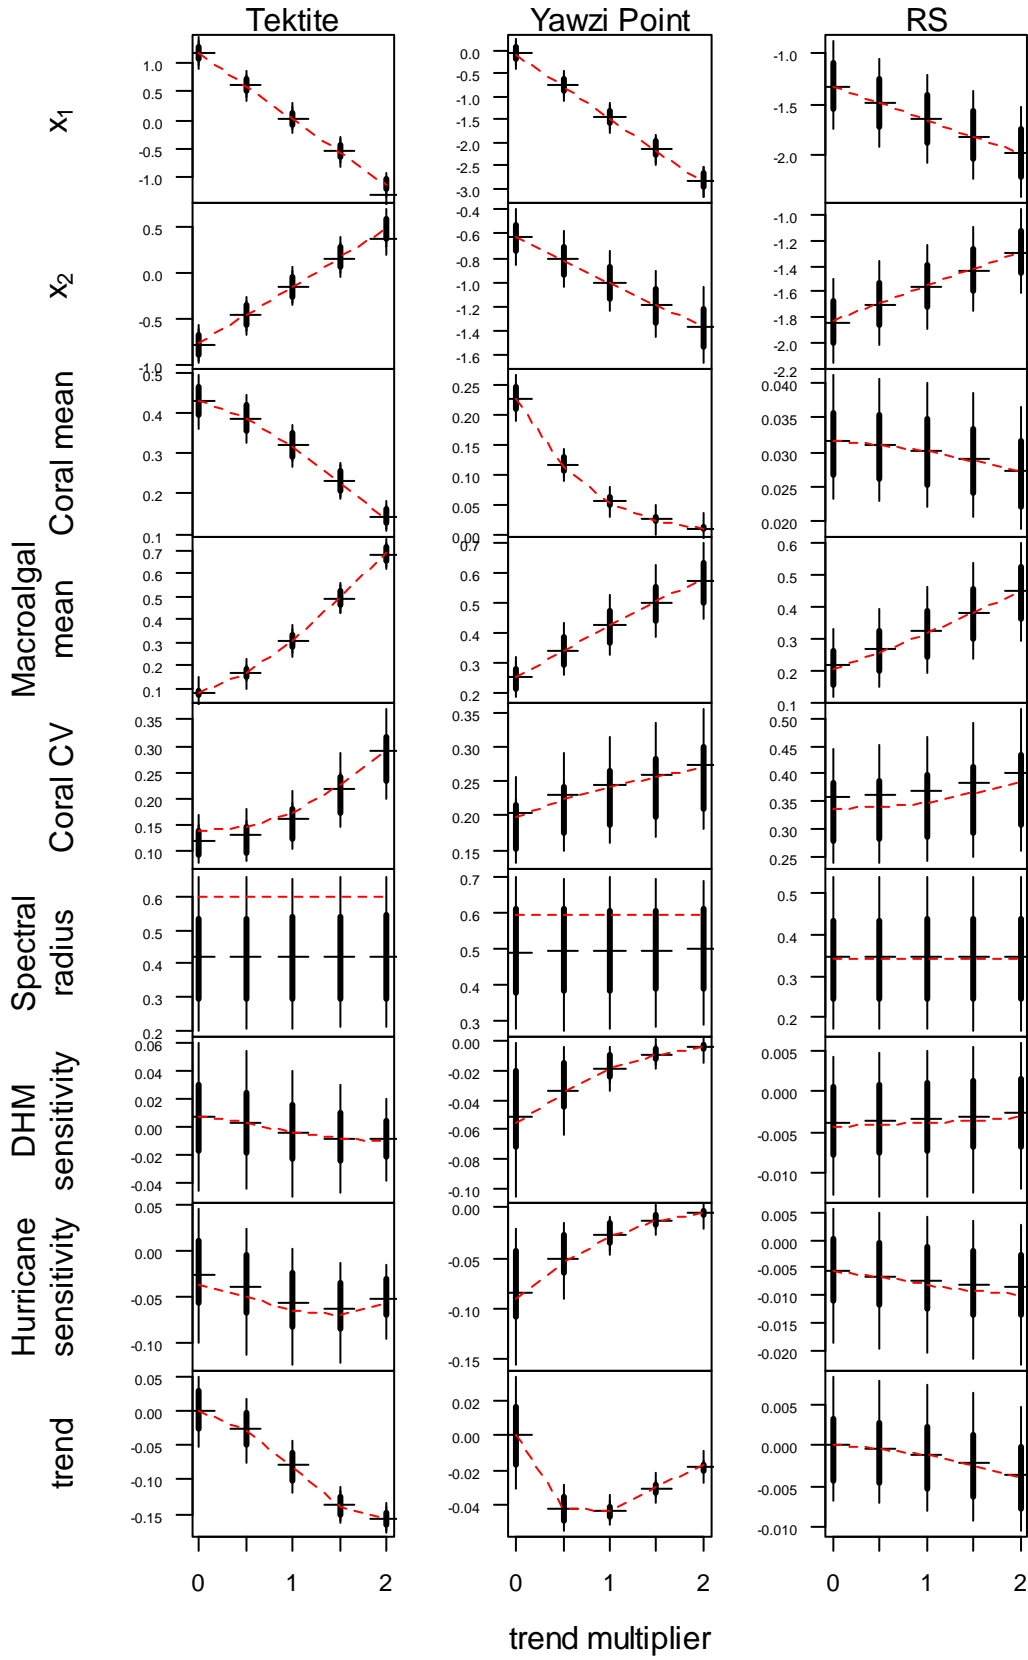 Tektite Yawzi Point RS
x1
1.0 0.5 0.0 -0.5 -1.0
0.0 -0.5 -1.0 -1.5 -2.0 -2.5 -3.0
-1.0 -1.5 -2.0
x2
0.5 0.0 -0.5 -1.0
-0.4 -0.6 -0.8 -1.0 -1.2 -1.4 -1.6
-1.0 -1.2 -1.4 -1.6 -1.8 -2.0 -2.2
Coral mean
0.5 0.4 0.3 0.2 0.1
0.25 0.20 0.15 0.10 0.05 0.00
0.040 0.035 0.030 0.025 0.020
Macroalgal
mean
0.7 0.6 0.5 0.4 0.3 0.2 0.1
0.7 0.6 0.5 0.4 0.3 0.2
0.6 0.5 0.4 0.3 0.2 0.1
Coral CV
0.35 0.30 0.25 0.20 0.15 0.10
0.35 0.30 0.25 0.20 0.15
0.50 0.45 0.40 0.35 0.30 0.25
Spectral
radius
0.6 0.5 0.4 0.3 0.2
0.7 0.6 0.5 0.4 0.3
0.5 0.4 0.3 0.2
DHM
sensitivity
0.06 0.04 0.02 0.00 -0.02 -0.04
0.00 -0.02 -0.04 -0.06 -0.08 -0.10
0.005 0.000 -0.005 -0.010
Hurricane
sensitivity
0.05 0.00 -0.05 -0.10
0.00 -0.05 -0.10 -0.15
0.005 0.000 -0.005 -0.010 -0.015 -0.020
trend
0.05 0.00 -0.05 -0.10 -0.15
0.02 0.00 -0.02 -0.04
0.005 0.000 -0.005 -0.010
0 1 2 0 1 2 0 1 2
trend multiplier